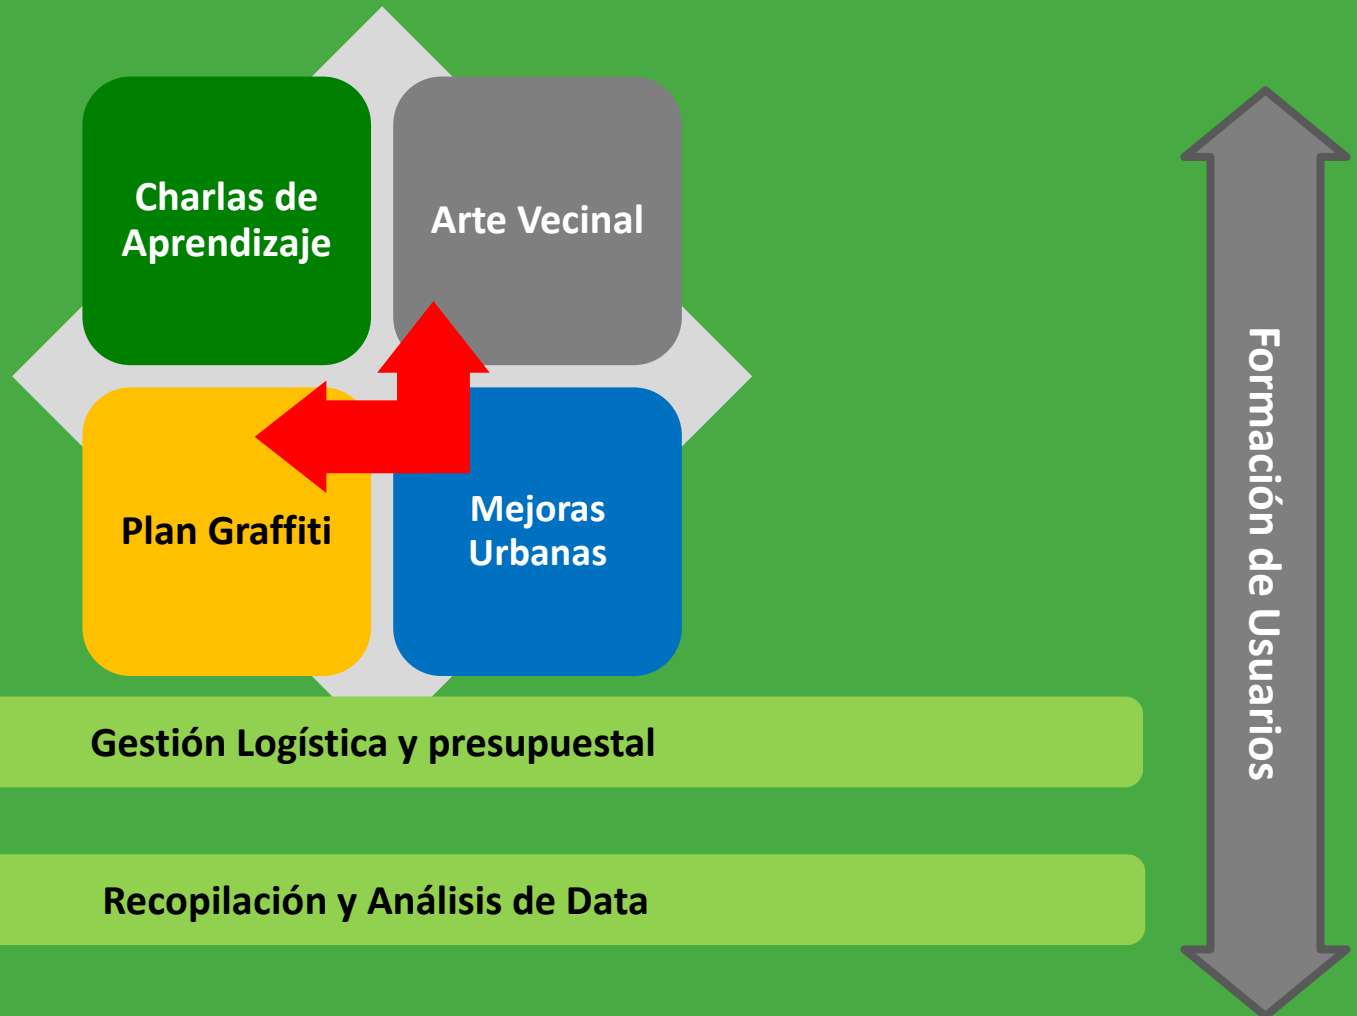 Charlas de
Aprendizaje
Arte Vecinal
Plan Graffiti
Mejoras
Urbanas
Gestión Logística y presupuestal
Recopilación y Análisis de Data
Formación de Usuarios